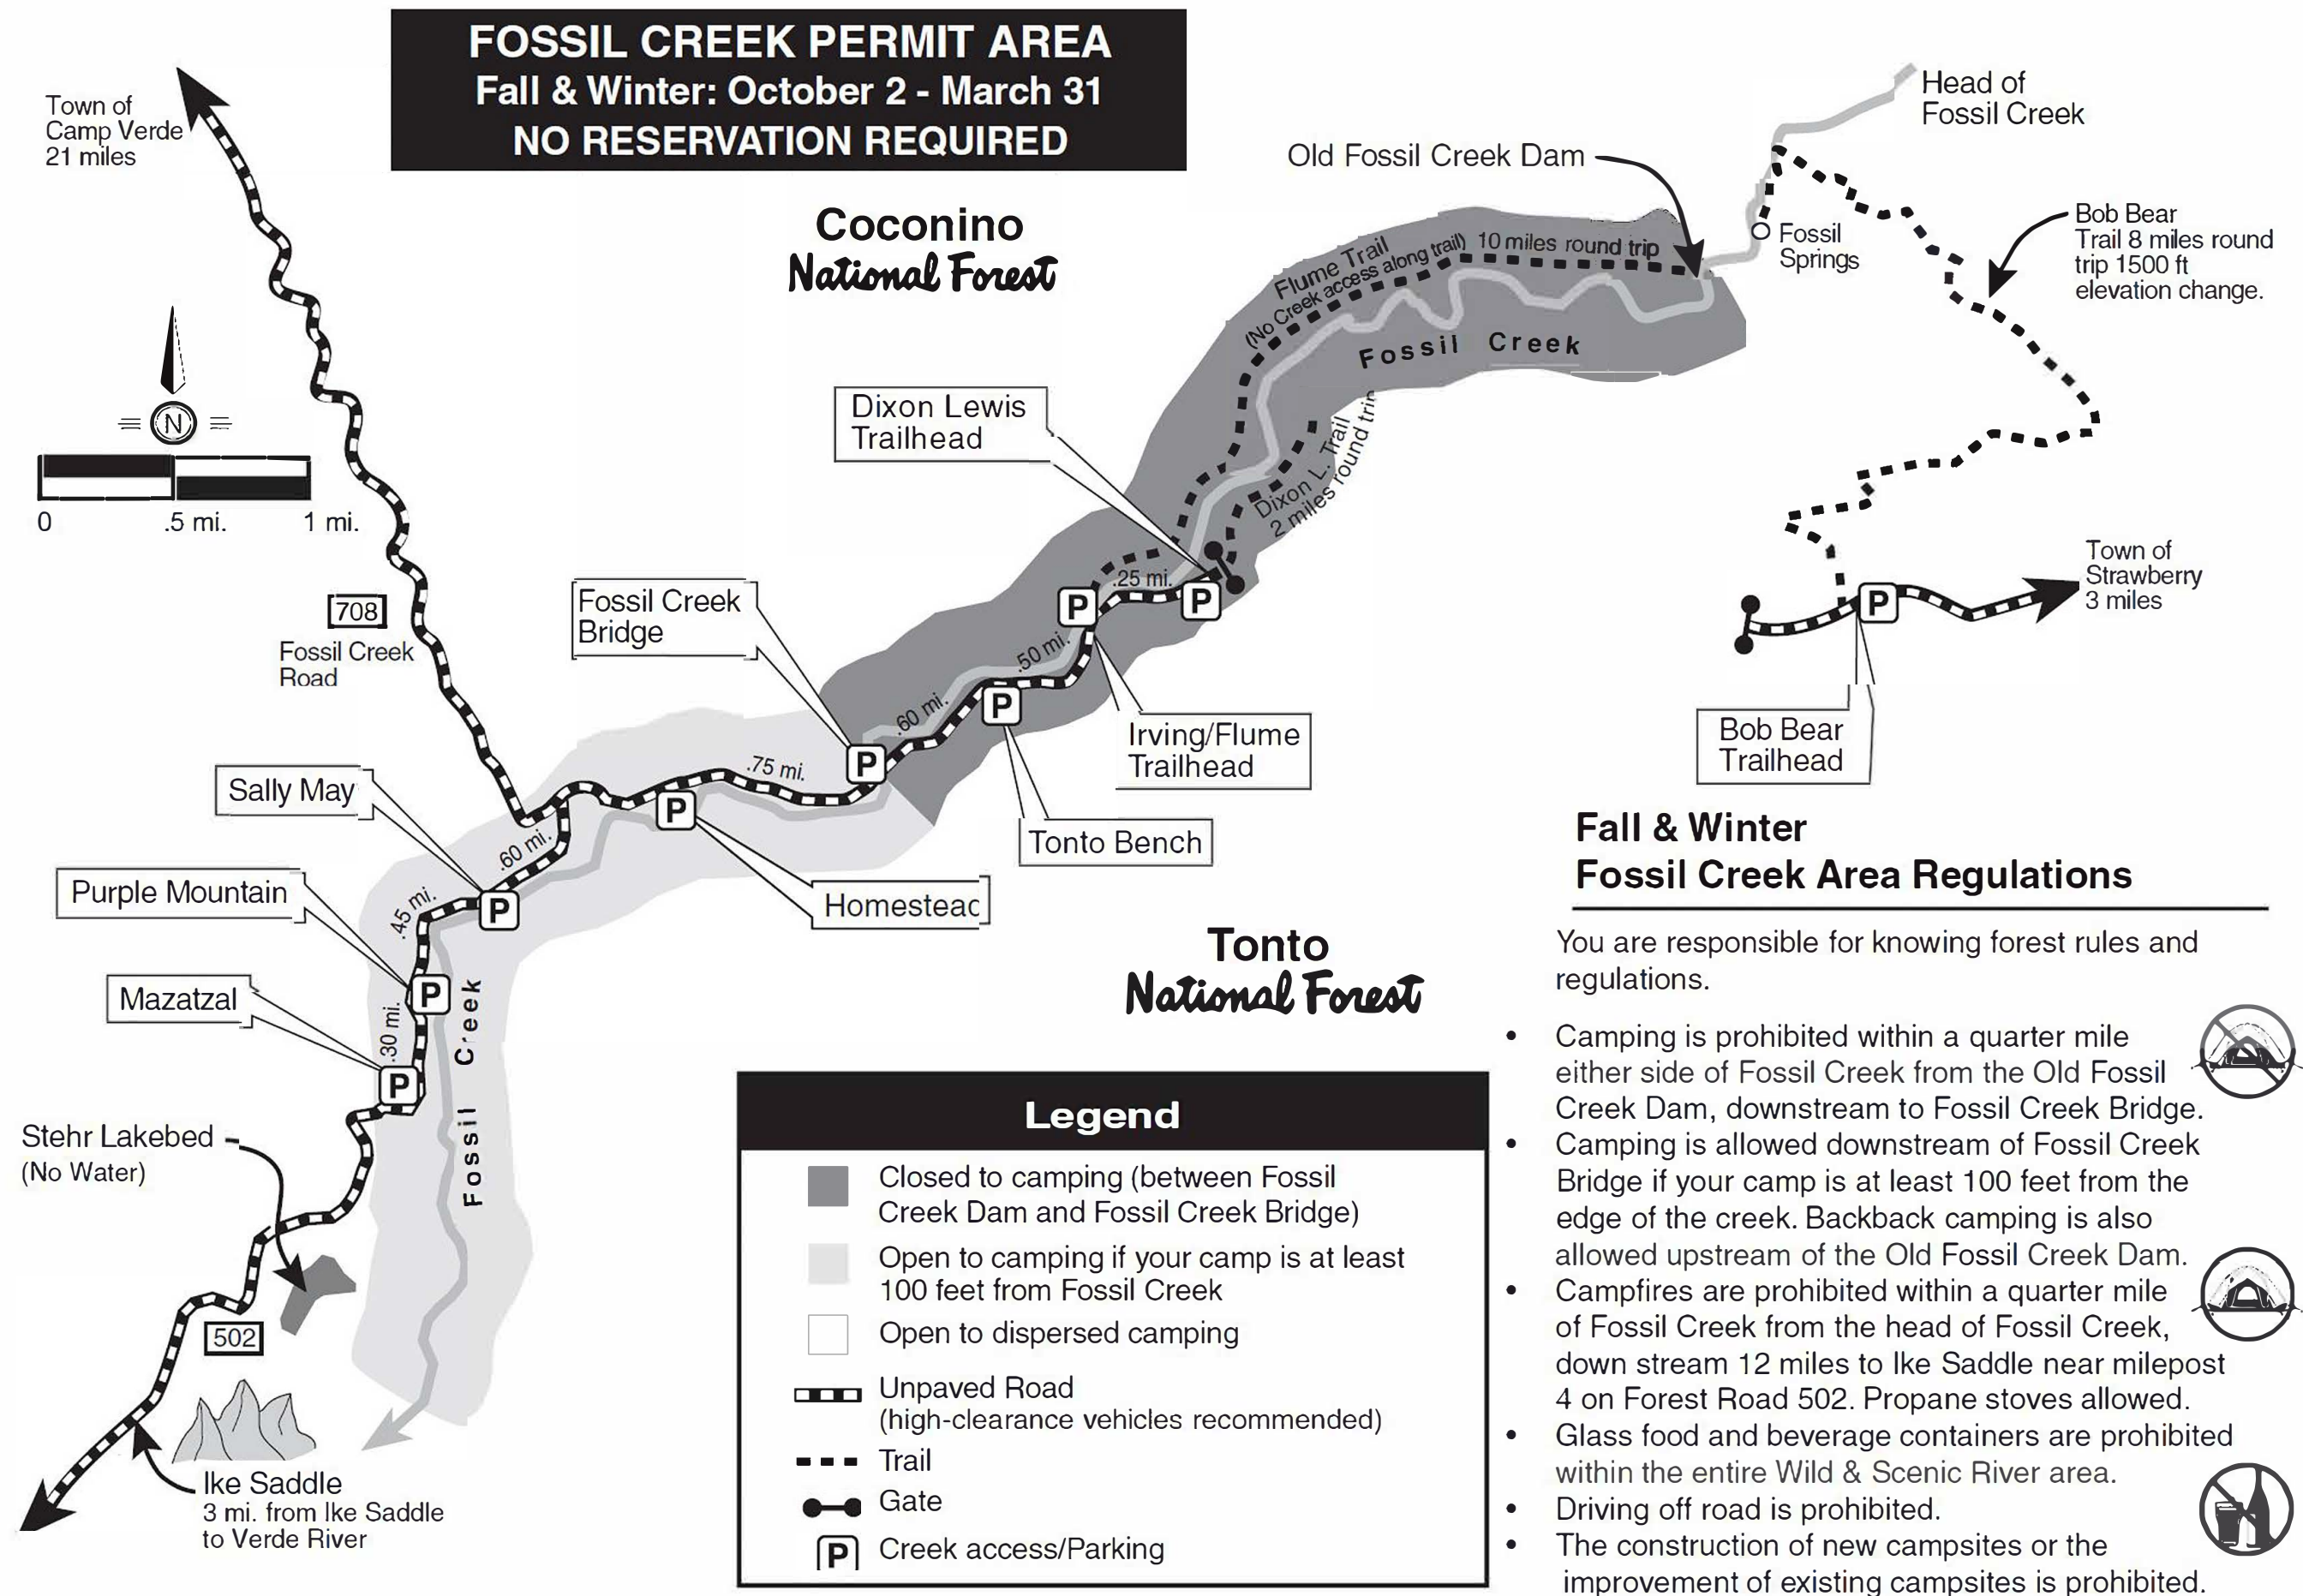 FOSSIL CREEK PERMIT AREA
Fall & Winter: October 2 - March 31
NO RESERVATION REQUIRED
Town of
Camp Verde
21 miles
Coconino
National Forest
Old Fossil Creek Dam
Head of
Fossil Creek
Fossil
Springs
Bob Bear
Trail 8 miles round
trip 1500 ft
elevation change.
Flume Trail
(No Creek access along trail)
10 miles round trip
Fossil Creek
N
0 .5 mi. 1 mi.
Dixon Lewis
Trailhead
Dixon L. Trail
2 miles round trip
708
Fossil Creek
Road
Fossil Creek
Bridge
.25 mi.
P
P
.50 mi.
.60 mi.
P
P
Irving/Flume
Trailhead
Tonto Bench
Town of
Strawberry
3 miles
P
Bob Bear
Trailhead
.75 mi.
P
Homestead
Sally May
.60 mi.
P
Purple Mountain
.45 mi.
P
Mazatzal
.30 mi.
P
Fossil Creek
Stehr Lakebed
(No Water)
502
Ike Saddle
3 mi. from Ike Saddle
to Verde River
Tonto
National Forest
Legend
Closed to camping (between Fossil
Creek Dam and Fossil Creek Bridge)
Open to camping if your camp is at least
100 feet from Fossil Creek
Open to dispersed camping
Unpaved Road
(high-clearance vehicles recommended)
Trail
Gate
P Creek access/Parking
Fall & Winter
Fossil Creek Area Regulations
You are responsible for knowing forest rules and
regulations.
• Camping is prohibited within a quarter mile
either side of Fossil Creek from the Old Fossil
Creek Dam, downstream to Fossil Creek Bridge.
• Camping is allowed downstream of Fossil Creek
Bridge if your camp is at least 100 feet from the
edge of the creek. Backback camping is also
allowed upstream of the Old Fossil Creek Dam.
• Campfires are prohibited within a quarter mile
of Fossil Creek from the head of Fossil Creek,
down stream 12 miles to Ike Saddle near milepost
4 on Forest Road 502. Propane stoves allowed.
• Glass food and beverage containers are prohibited
within the entire Wild & Scenic River area.
• Driving off road is prohibited.
• The construction of new campsites or the
improvement of existing campsites is prohibited.